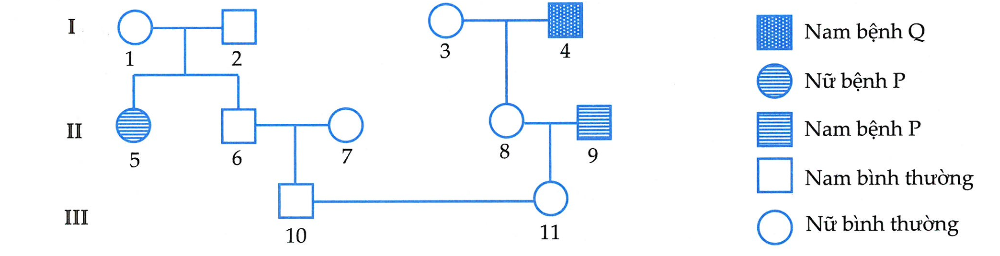 I
1
2
3
4
II
5
6
7
8
9
III
10
11
Nam bệnh Q
Nữ bệnh P
Nam bệnh P
Nam bình thường
Nữ bình thường